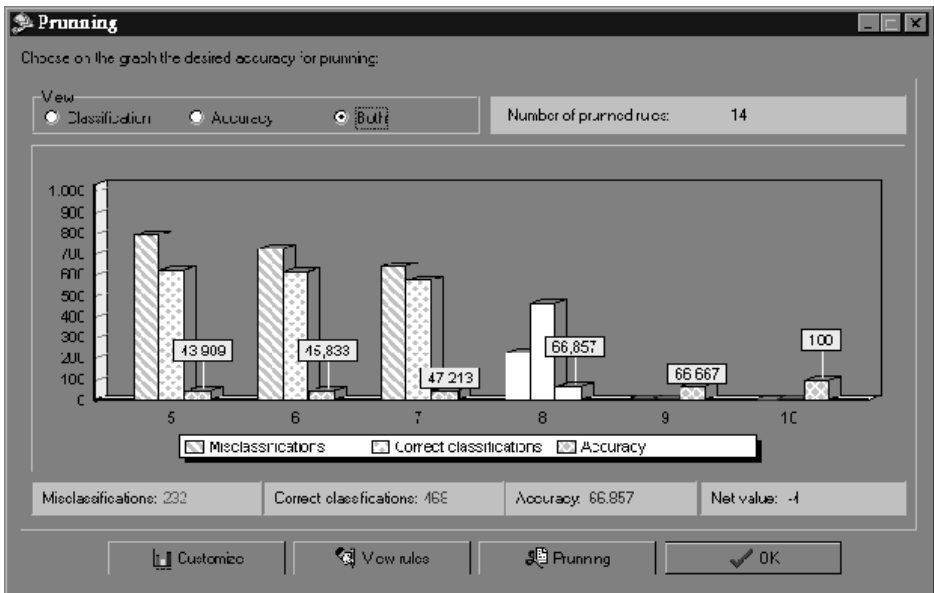 Prunning
Choose on the graph the desired accuracy for prunning:
View
Classification Accuracy Both
Number of prunned rules: 14
1.000
900
800
700
600
500
400
300
200
100
0
43 909
45,833
47 213
66,857
66 667
100
5 6 7 8 9 10
Misclassifications Correct classifications Accuracy
Misclassifications: 232
Correct classfications: 468
Accuracy: 66.857
Net value: -4
Customize
View rules
Prunning
OK